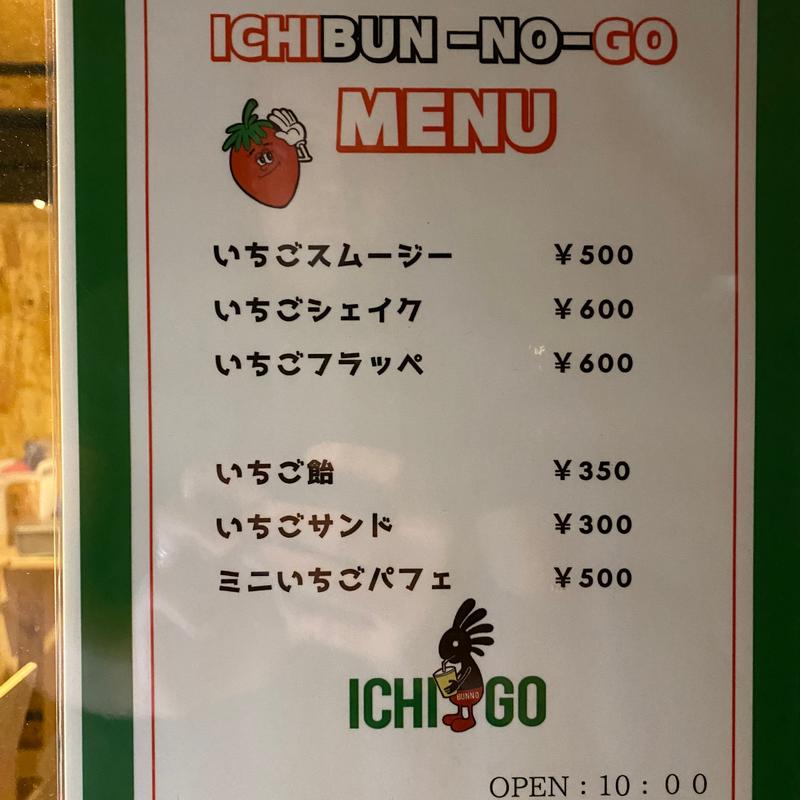 ICHIBUN-NO-GO
MENU
いちごスムージー ¥500
いちごシェイク ¥600
いちごフラッペ ¥600
いちご飴 ¥350
いちごサンド ¥300
ミニいちごパフェ ¥500
BUNNO
ICHI GO
OPEN：10：00